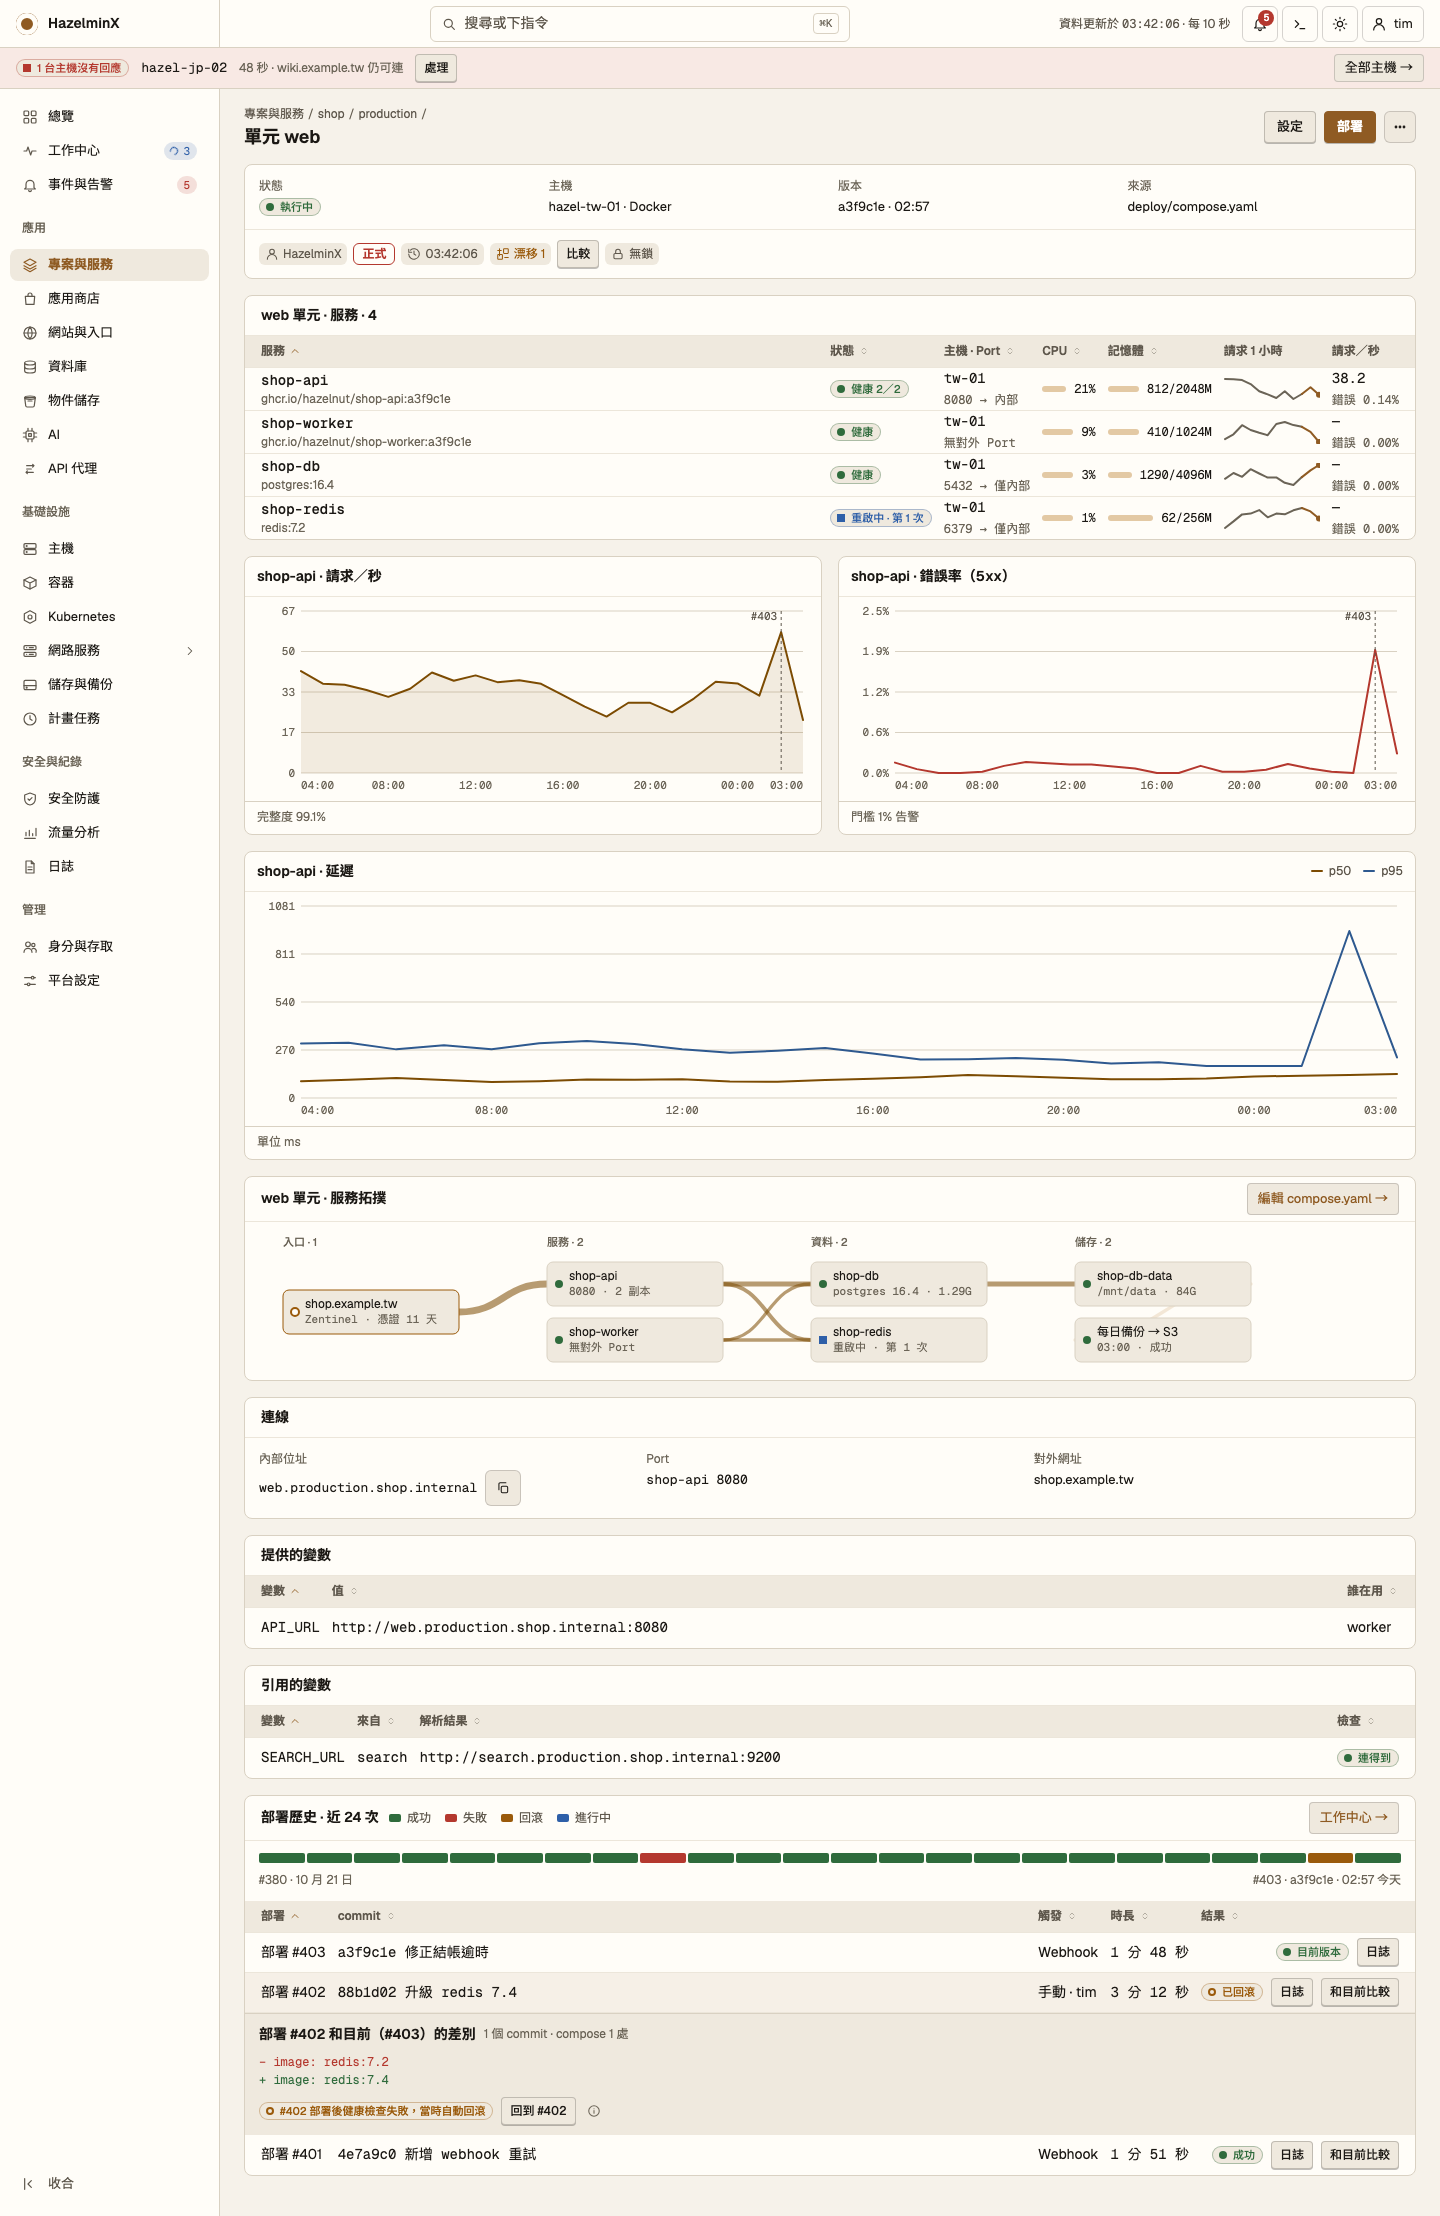 HazelminX
搜尋或下指令
⌘K
資料更新於 03:42:06 · 每 10 秒
5
tim
1 台主機沒有回應
hazel-jp-02
48 秒 · wiki.example.tw 仍可連
處理
全部主機 →
總覽
工作中心
3
事件與告警
5
應用
專案與服務
應用商店
網站與入口
資料庫
物件儲存
AI
API 代理
基礎設施
主機
容器
Kubernetes
網路服務
儲存與備份
計畫任務
安全與紀錄
安全防護
流量分析
日誌
管理
身分與存取
平台設定
收合
專案與服務 / shop / production /
單元 web
設定
部署
狀態
主機
版本
來源
執行中
hazel-tw-01 · Docker
a3f9c1e · 02:57
deploy/compose.yaml
HazelminX
正式
03:42:06
漂移 1
比較
無鎖
web 單元 · 服務 · 4
服務
狀態
主機 · Port
CPU
記憶體
請求 1 小時
請求／秒
shop-api
ghcr.io/hazelnut/shop-api:a3f9c1e
健康 2／2
tw-01
8080 → 內部
21%
812/2048M
38.2
錯誤 0.14%
shop-worker
ghcr.io/hazelnut/shop-worker:a3f9c1e
健康
tw-01
無對外 Port
9%
410/1024M
—
錯誤 0.00%
shop-db
postgres:16.4
健康
tw-01
5432 → 僅內部
3%
1290/4096M
—
錯誤 0.00%
shop-redis
redis:7.2
重啟中 · 第 1 次
tw-01
6379 → 僅內部
1%
62/256M
—
錯誤 0.00%
shop-api · 請求／秒
67
50
33
17
0
#403
04:00 08:00 12:00 16:00 20:00 00:00 03:00
完整度 99.1%
shop-api · 錯誤率（5xx）
2.5%
1.9%
1.2%
0.6%
0.0%
#403
04:00 08:00 12:00 16:00 20:00 00:00 03:00
門檻 1% 告警
shop-api · 延遲
p50
p95
1081
811
540
270
0
04:00 08:00 12:00 16:00 20:00 00:00 03:00
單位 ms
web 單元 · 服務拓撲
編輯 compose.yaml →
入口 · 1
服務 · 2
資料 · 2
儲存 · 2
shop.example.tw
Zentinel · 憑證 11 天
shop-api
8080 · 2 副本
shop-worker
無對外 Port
shop-db
postgres 16.4 · 1.29G
shop-redis
重啟中 · 第 1 次
shop-db-data
/mnt/data · 84G
每日備份 → S3
03:00 · 成功
連線
內部位址
Port
對外網址
web.production.shop.internal
shop-api 8080
shop.example.tw
提供的變數
變數
值
誰在用
API_URL
http://web.production.shop.internal:8080
worker
引用的變數
變數
來自
解析結果
檢查
SEARCH_URL
search
http://search.production.shop.internal:9200
連得到
部署歷史 · 近 24 次
成功
失敗
回滾
進行中
工作中心 →
#380 · 10 月 21 日
#403 · a3f9c1e · 02:57 今天
部署
commit
觸發
時長
結果
部署 #403
a3f9c1e 修正結帳逾時
Webhook
1 分 48 秒
目前版本
日誌
部署 #402
88b1d02 升級 redis 7.4
手動 · tim
3 分 12 秒
已回滾
日誌
和目前比較
部署 #402 和目前（#403）的差別
1 個 commit · compose 1 處
− image: redis:7.2
+ image: redis:7.4
#402 部署後健康檢查失敗，當時自動回滾
回到 #402
部署 #401
4e7a9c0 新增 webhook 重試
Webhook
1 分 51 秒
成功
日誌
和目前比較